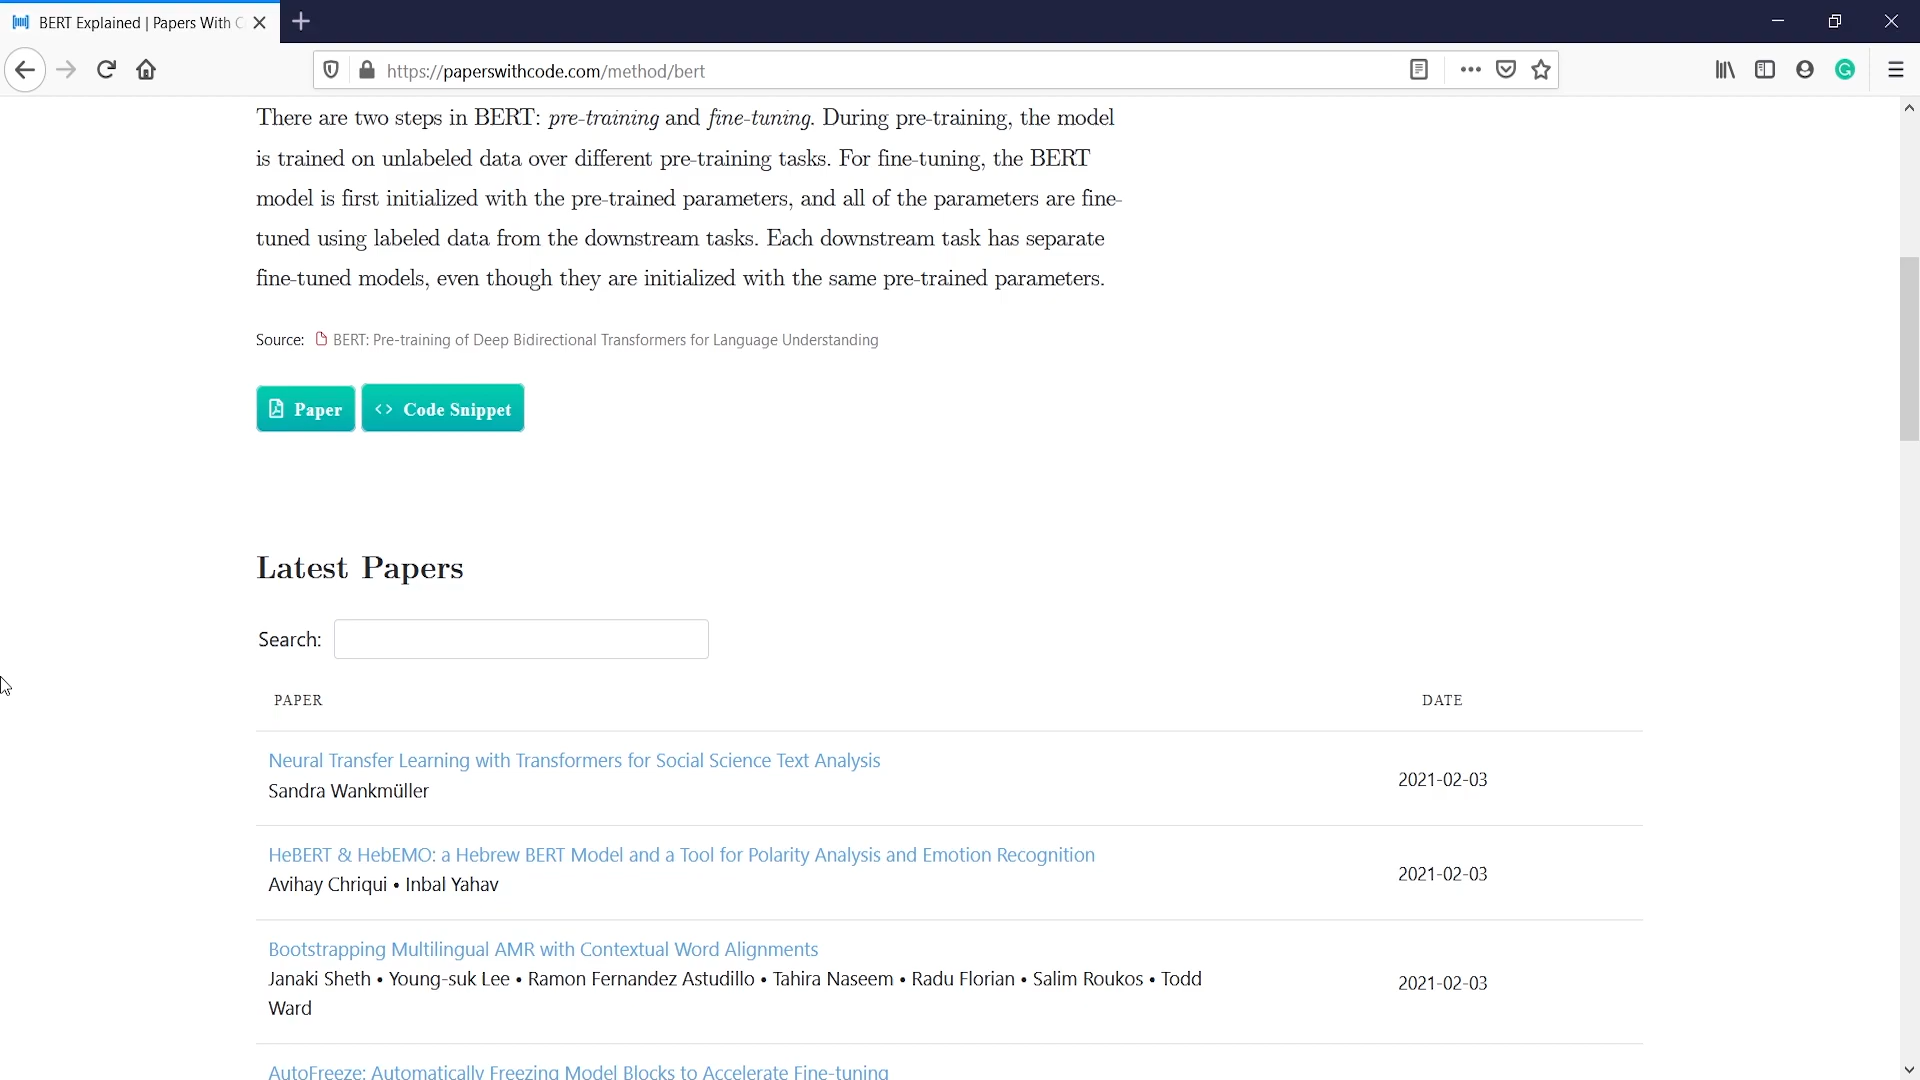 BERT Explained | Papers With C
https://paperswithcode.com/method/bert
There are two steps in BERT: pre-training and fine-tuning. During pre-training, the model
is trained on unlabeled data over different pre-training tasks. For fine-tuning, the BERT
model is first initialized with the pre-trained parameters, and all of the parameters are fine-
tuned using labeled data from the downstream tasks. Each downstream task has separate
fine-tuned models, even though they are initialized with the same pre-trained parameters.
Source: BERT: Pre-training of Deep Bidirectional Transformers for Language Understanding
Paper <> Code Snippet
Latest Papers
Search:
PAPER DATE
Neural Transfer Learning with Transformers for Social Science Text Analysis
Sandra Wankmüller
2021-02-03
HeBERT & HebEMO: a Hebrew BERT Model and a Tool for Polarity Analysis and Emotion Recognition
Avihay Chriqui • Inbal Yahav
2021-02-03
Bootstrapping Multilingual AMR with Contextual Word Alignments
Janaki Sheth • Young-suk Lee • Ramon Fernandez Astudillo • Tahira Naseem • Radu Florian • Salim Roukos • Todd
Ward
2021-02-03
AutoFreeze: Automatically Freezing Model Blocks to Accelerate Fine-tuning